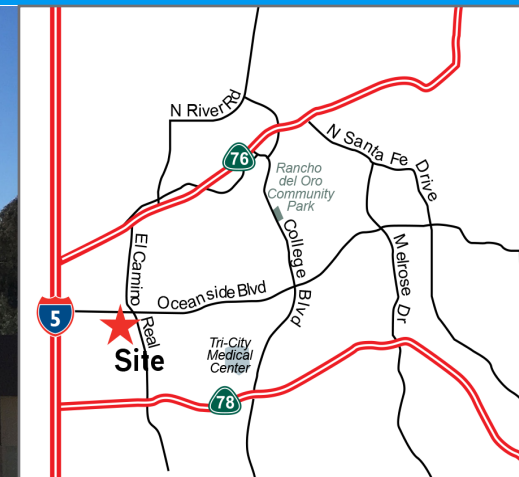 N River Rd
76
N Santa Fe Drive
Rancho
del Oro
Community
Park
El Camino Real
College Blvd
Melrose Dr
Oceanside Blvd
5
Site
Tri-City
Medical
Center
78